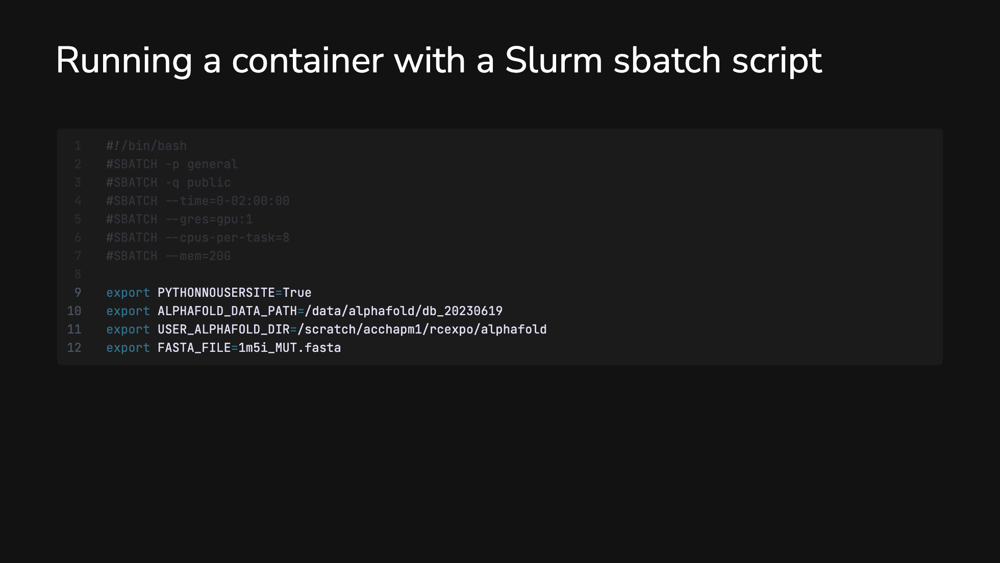 Running a container with a Slurm sbatch script
1 #!/bin/bash
2 #SBATCH -p general
3 #SBATCH -q public
4 #SBATCH --time=0-02:00:00
5 #SBATCH --gres=gpu:1
6 #SBATCH --cpus-per-task=8
7 #SBATCH --mem=20G
8
9 export PYTHONNOUSERSITE=True
10 export ALPHAFOLD_DATA_PATH=/data/alphafold/db_20230619
11 export USER_ALPHAFOLD_DIR=/scratch/acchapm1/rcexpo/alphafold
12 export FASTA_FILE=1m5i_MUT.fasta